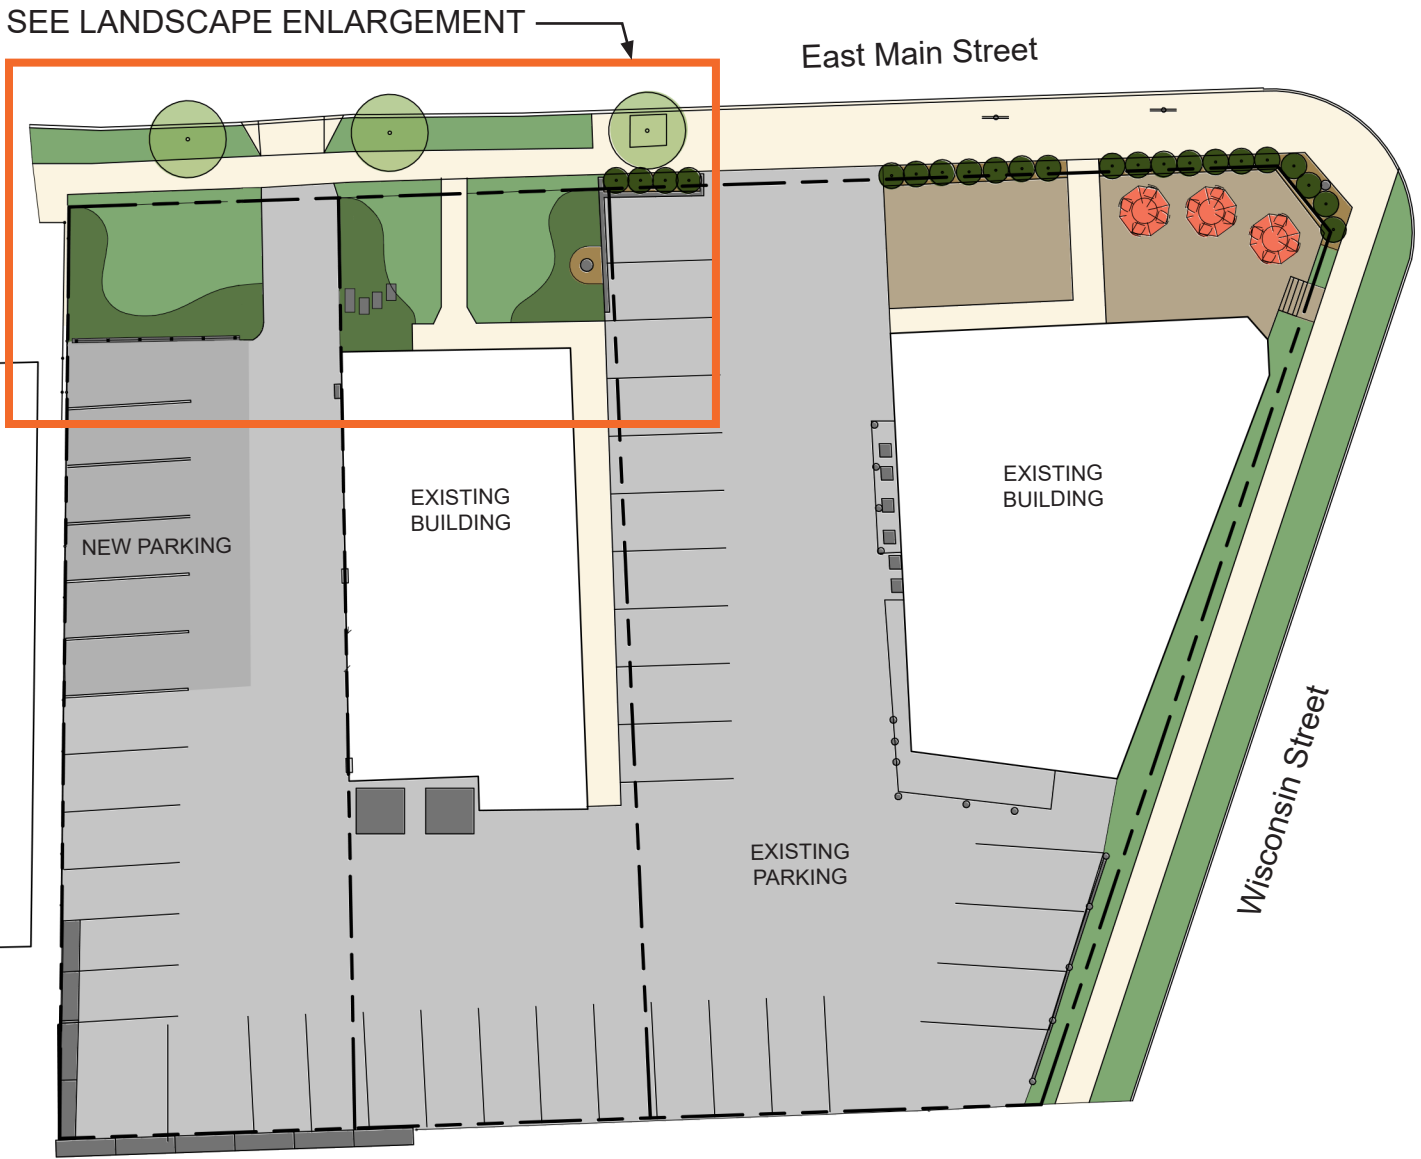 SEE LANDSCAPE ENLARGEMENT
East Main Street
EXISTING
BUILDING
EXISTING
BUILDING
NEW PARKING
EXISTING
PARKING
Wisconsin Street